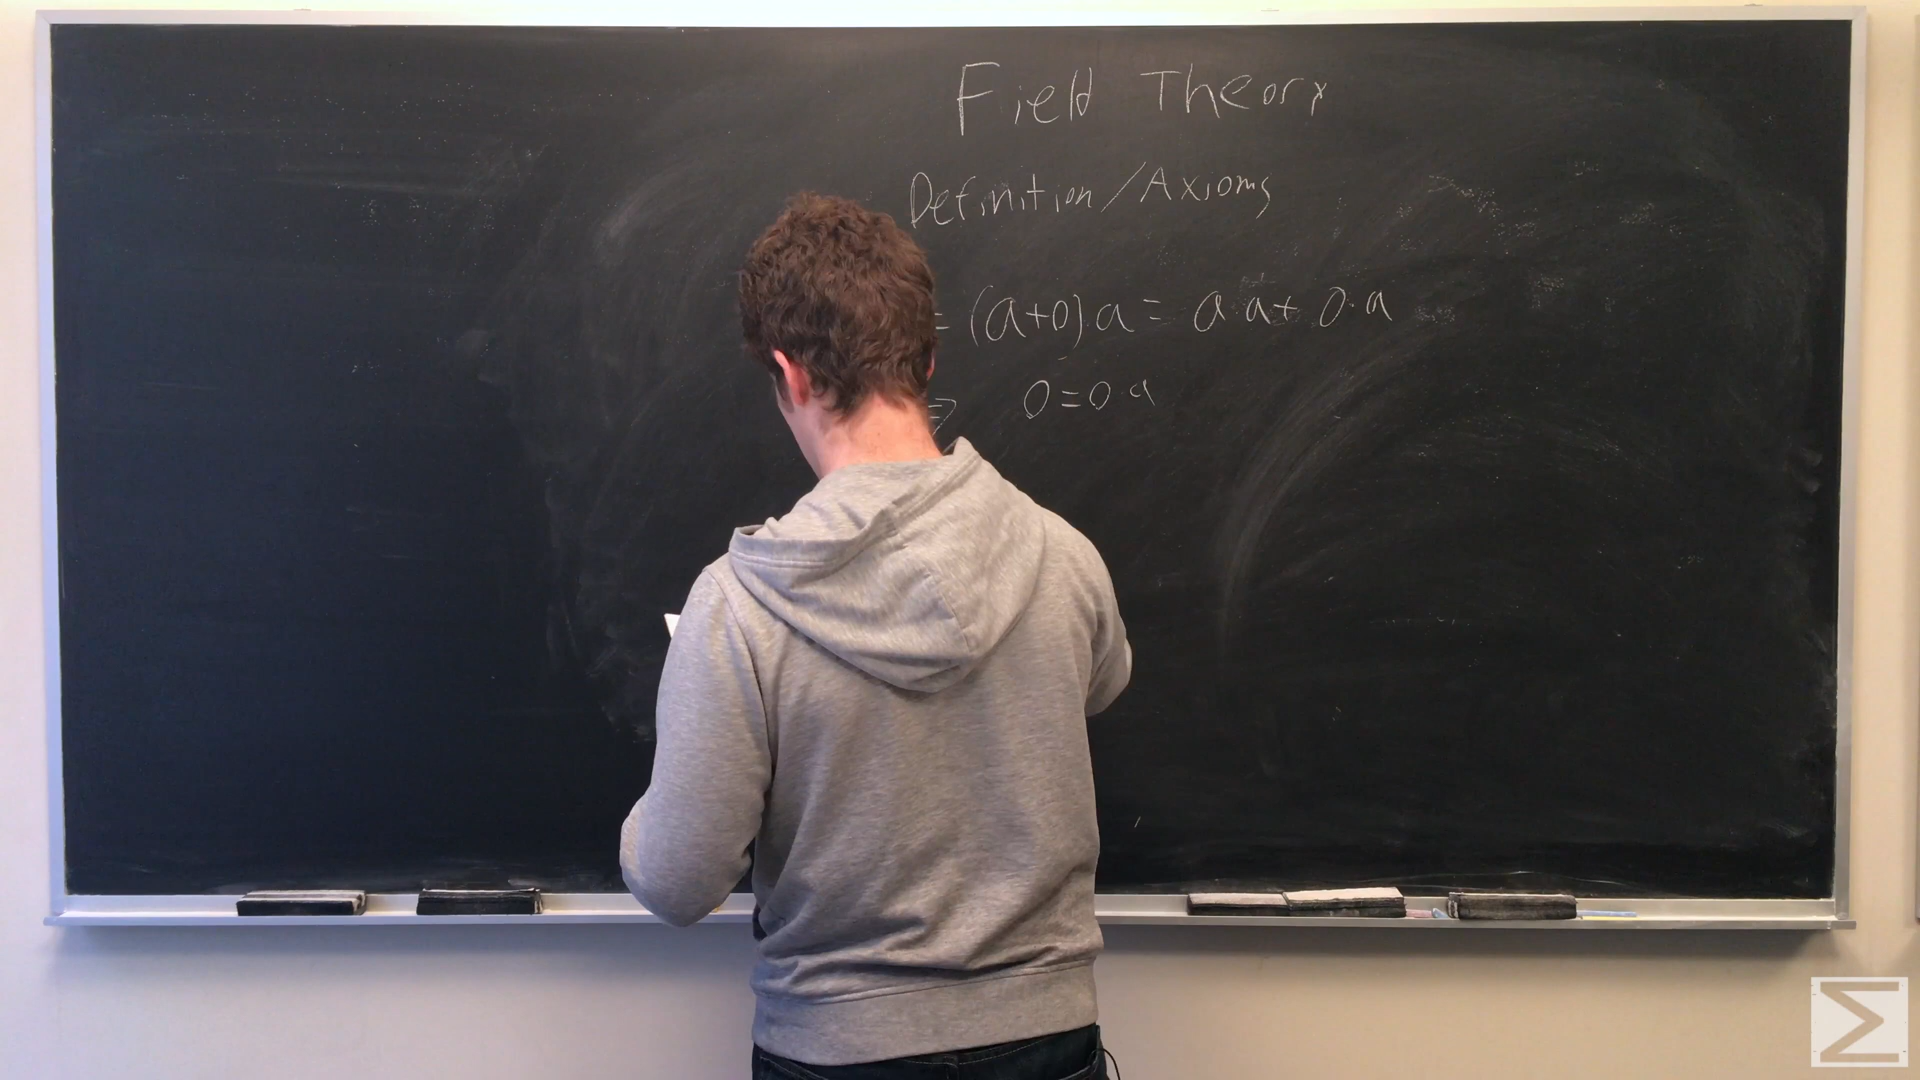 Field Theory
Definition/Axioms
= (a+0)·a = a·a + 0·a
⇒ 0=0·a
Σ